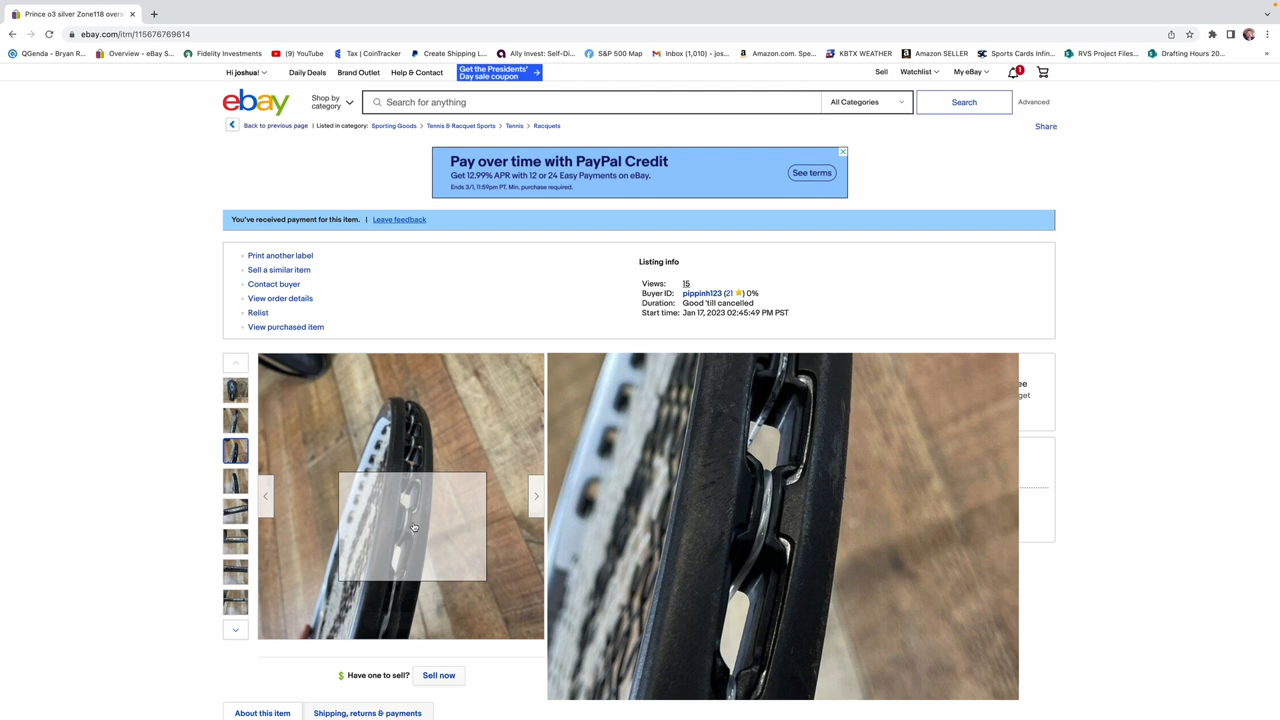 Prince o3 silver Zone118 overs
ebay.com/itm/115676769614
QGenda - Bryan R...
Overview - eBay S...
Fidelity Investments
(9) YouTube
Tax | CoinTracker
Create Shipping L...
Ally Invest: Self-Di...
S&P 500 Map
Inbox (1,010) - jos...
Amazon.com. Spe...
KBTX WEATHER
Amazon SELLER
Sports Cards Infin...
RVS Project Files...
Drafting Hours 20...
»
Hi joshua!
Daily Deals
Brand Outlet
Help & Contact
Get the Presidents'
Day sale coupon
Sell
Watchlist
My eBay
1
ebay
Shop by
category
Search for anything
All Categories
Search
Advanced
Back to previous page | Listed in category: Sporting Goods > Tennis & Racquet Sports > Tennis > Racquets
Share
Pay over time with PayPal Credit
Get 12.99% APR with 12 or 24 Easy Payments on eBay.
Ends 3/1, 11:59pm PT. Min. purchase required.
See terms
You've received payment for this item. | Leave feedback
Print another label
Sell a similar item
Contact buyer
View order details
Relist
View purchased item
Listing info
Views: 15
Buyer ID: pippinh123 (21 ) 0%
Duration: Good 'till cancelled
Start time: Jan 17, 2023 02:45:49 PM PST
ee
get
Have one to sell? Sell now
About this item
Shipping, returns & payments